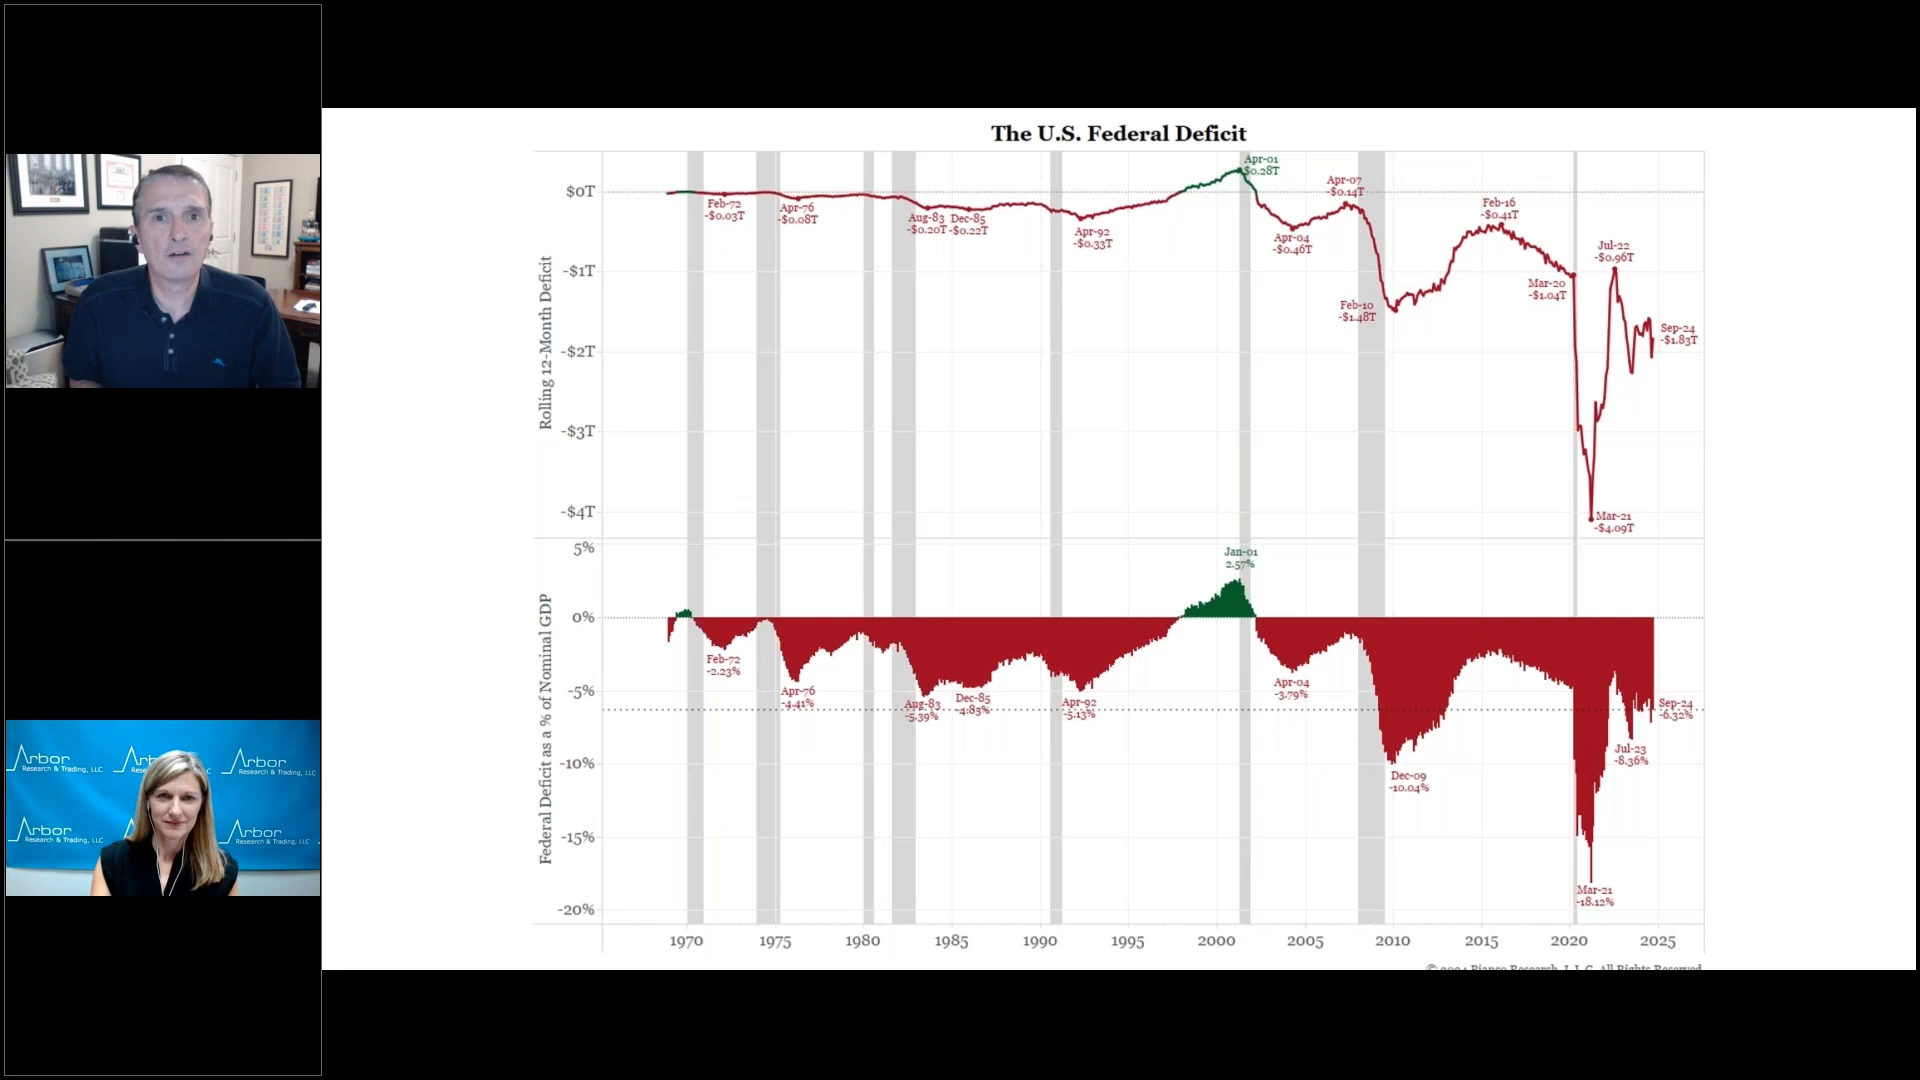 Arbor
Research & Trading, LLC
Arbor
Research & Trading, LLC
Arbor
Research & Trading, LLC
Arbor
Research & Trading, LLC
The U.S. Federal Deficit
Rolling 12-Month Deficit
$0T
-$1T
-$2T
-$3T
-$4T
Feb-72
-$0.03T
Apr-76
-$0.08T
Aug-83
-$0.20T
Dec-85
-$0.22T
Apr-92
-$0.33T
Apr-01
$0.28T
Apr-04
-$0.46T
Apr-07
-$0.14T
Feb-10
-$1.48T
Feb-16
-$0.41T
Mar-20
-$1.04T
Jul-22
-$0.96T
Sep-24
-$1.83T
Mar-21
-$4.09T
Federal Deficit as a % of Nominal GDP
5%
0%
-5%
-10%
-15%
-20%
Feb-72
-2.23%
Apr-76
-4.41%
Aug-83
-5.39%
Dec-85
-4.85%
Apr-92
-5.13%
Jan-01
2.57%
Apr-04
-3.79%
Dec-09
-10.04%
Sep-24
-6.32%
Jul-23
-8.36%
Mar-21
-18.12%
1970
1975
1980
1985
1990
1995
2000
2005
2010
2015
2020
2025
© 2024 Bianco Research, L.L.C. All Rights Reserved